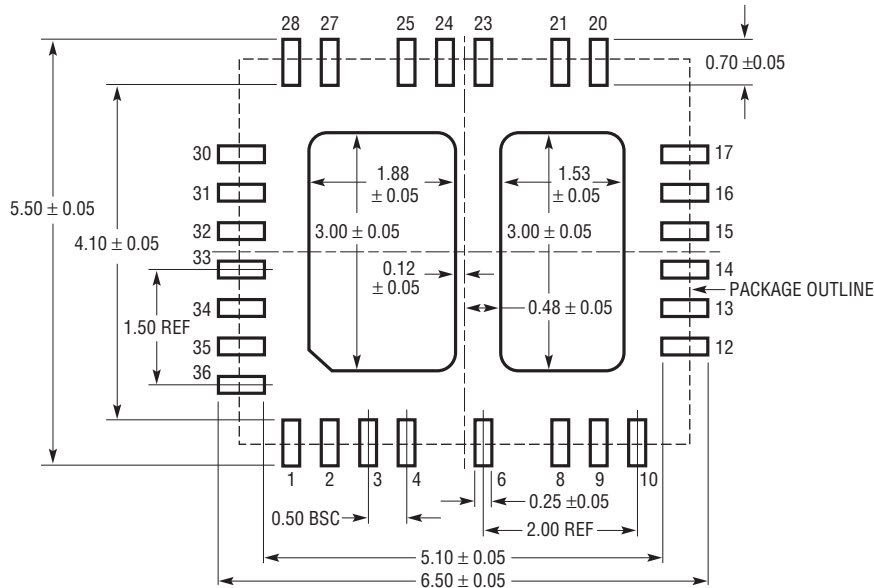 28 27 25 24 23 21 20
0.70 ±0.05
30 17
1.88
± 0.05
1.53
± 0.05
31 16
5.50 ± 0.05
32 3.00 ± 0.05 3.00 ± 0.05 15
4.10 ± 0.05
33 14
0.12
± 0.05
PACKAGE OUTLINE
34 0.48 ± 0.05 13
1.50 REF
35 12
36
1 2 3 4 6 8 9 10
0.25 ±0.05
0.50 BSC
2.00 REF
5.10 ± 0.05
6.50 ± 0.05